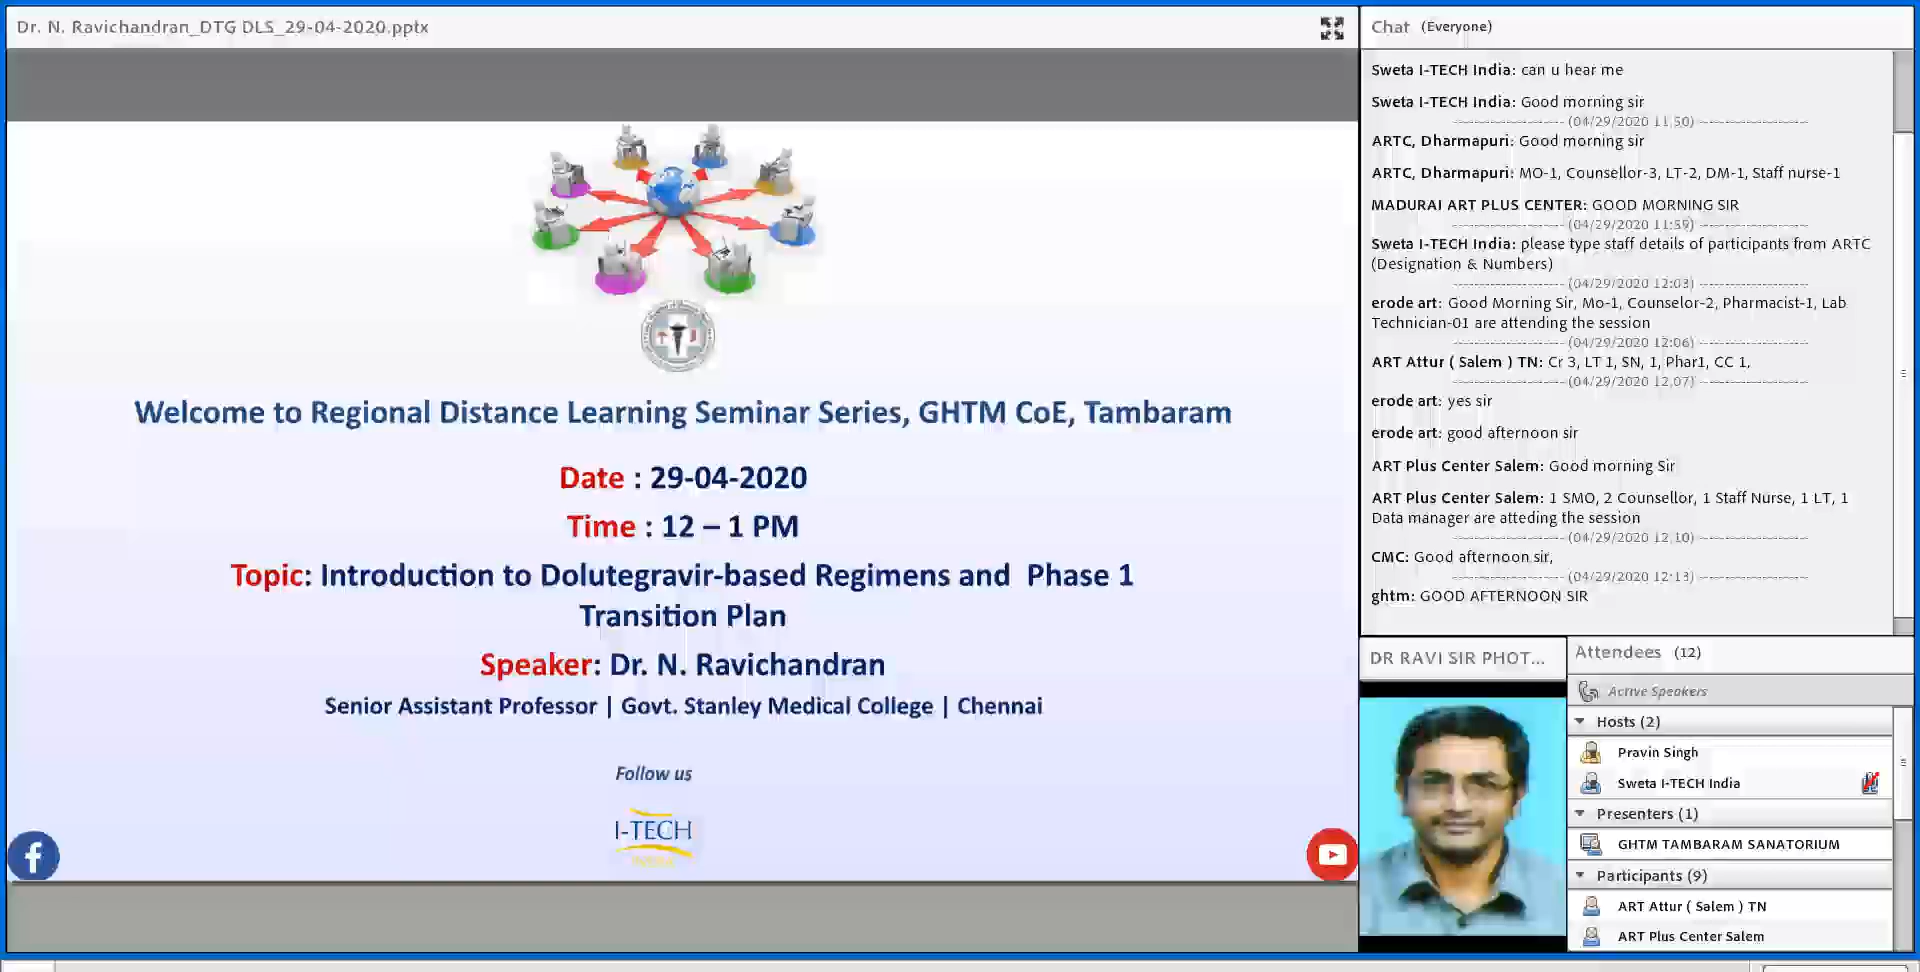 Dr. N. Ravichandran_DTG DLS_29-04-2020.pptx
Welcome to Regional Distance Learning Seminar Series, GHTM CoE, Tambaram
Date : 29-04-2020
Time : 12 – 1 PM
Topic: Introduction to Dolutegravir-based Regimens and Phase 1
Transition Plan
Speaker: Dr. N. Ravichandran
Senior Assistant Professor | Govt. Stanley Medical College | Chennai
Follow us
I-TECH
Chat (Everyone)
Sweta I-TECH India: can u hear me
Sweta I-TECH India: Good morning sir
------------------- (04/29/2020 11:50) -------------------
ARTC, Dharmapuri: Good morning sir
ARTC, Dharmapuri: MO-1, Counsellor-3, LT-2, DM-1, Staff nurse-1
MADURAI ART PLUS CENTER: GOOD MORNING SIR
------------------- (04/29/2020 11:59) -------------------
Sweta I-TECH India: please type staff details of participants from ARTC
(Designation & Numbers)
------------------- (04/29/2020 12:03) -------------------
erode art: Good Morning Sir, Mo-1, Counselor-2, Pharmacist-1, Lab
Technician-01 are attending the session
------------------- (04/29/2020 12:06) -------------------
ART Attur ( Salem ) TN: Cr 3, LT 1, SN, 1, Phar1, CC 1,
------------------- (04/29/2020 12:07) -------------------
erode art: yes sir
erode art: good afternoon sir
ART Plus Center Salem: Good morning Sir
ART Plus Center Salem: 1 SMO, 2 Counsellor, 1 Staff Nurse, 1 LT, 1
Data manager are atteding the session
------------------- (04/29/2020 12:10) -------------------
CMC: Good afternoon sir,
------------------- (04/29/2020 12:13) -------------------
ghtm: GOOD AFTERNOON SIR
DR RAVI SIR PHOT...
Attendees (12)
Active Speakers
Hosts (2)
Pravin Singh
Sweta I-TECH India
Presenters (1)
GHTM TAMBARAM SANATORIUM
Participants (9)
ART Attur ( Salem ) TN
ART Plus Center Salem